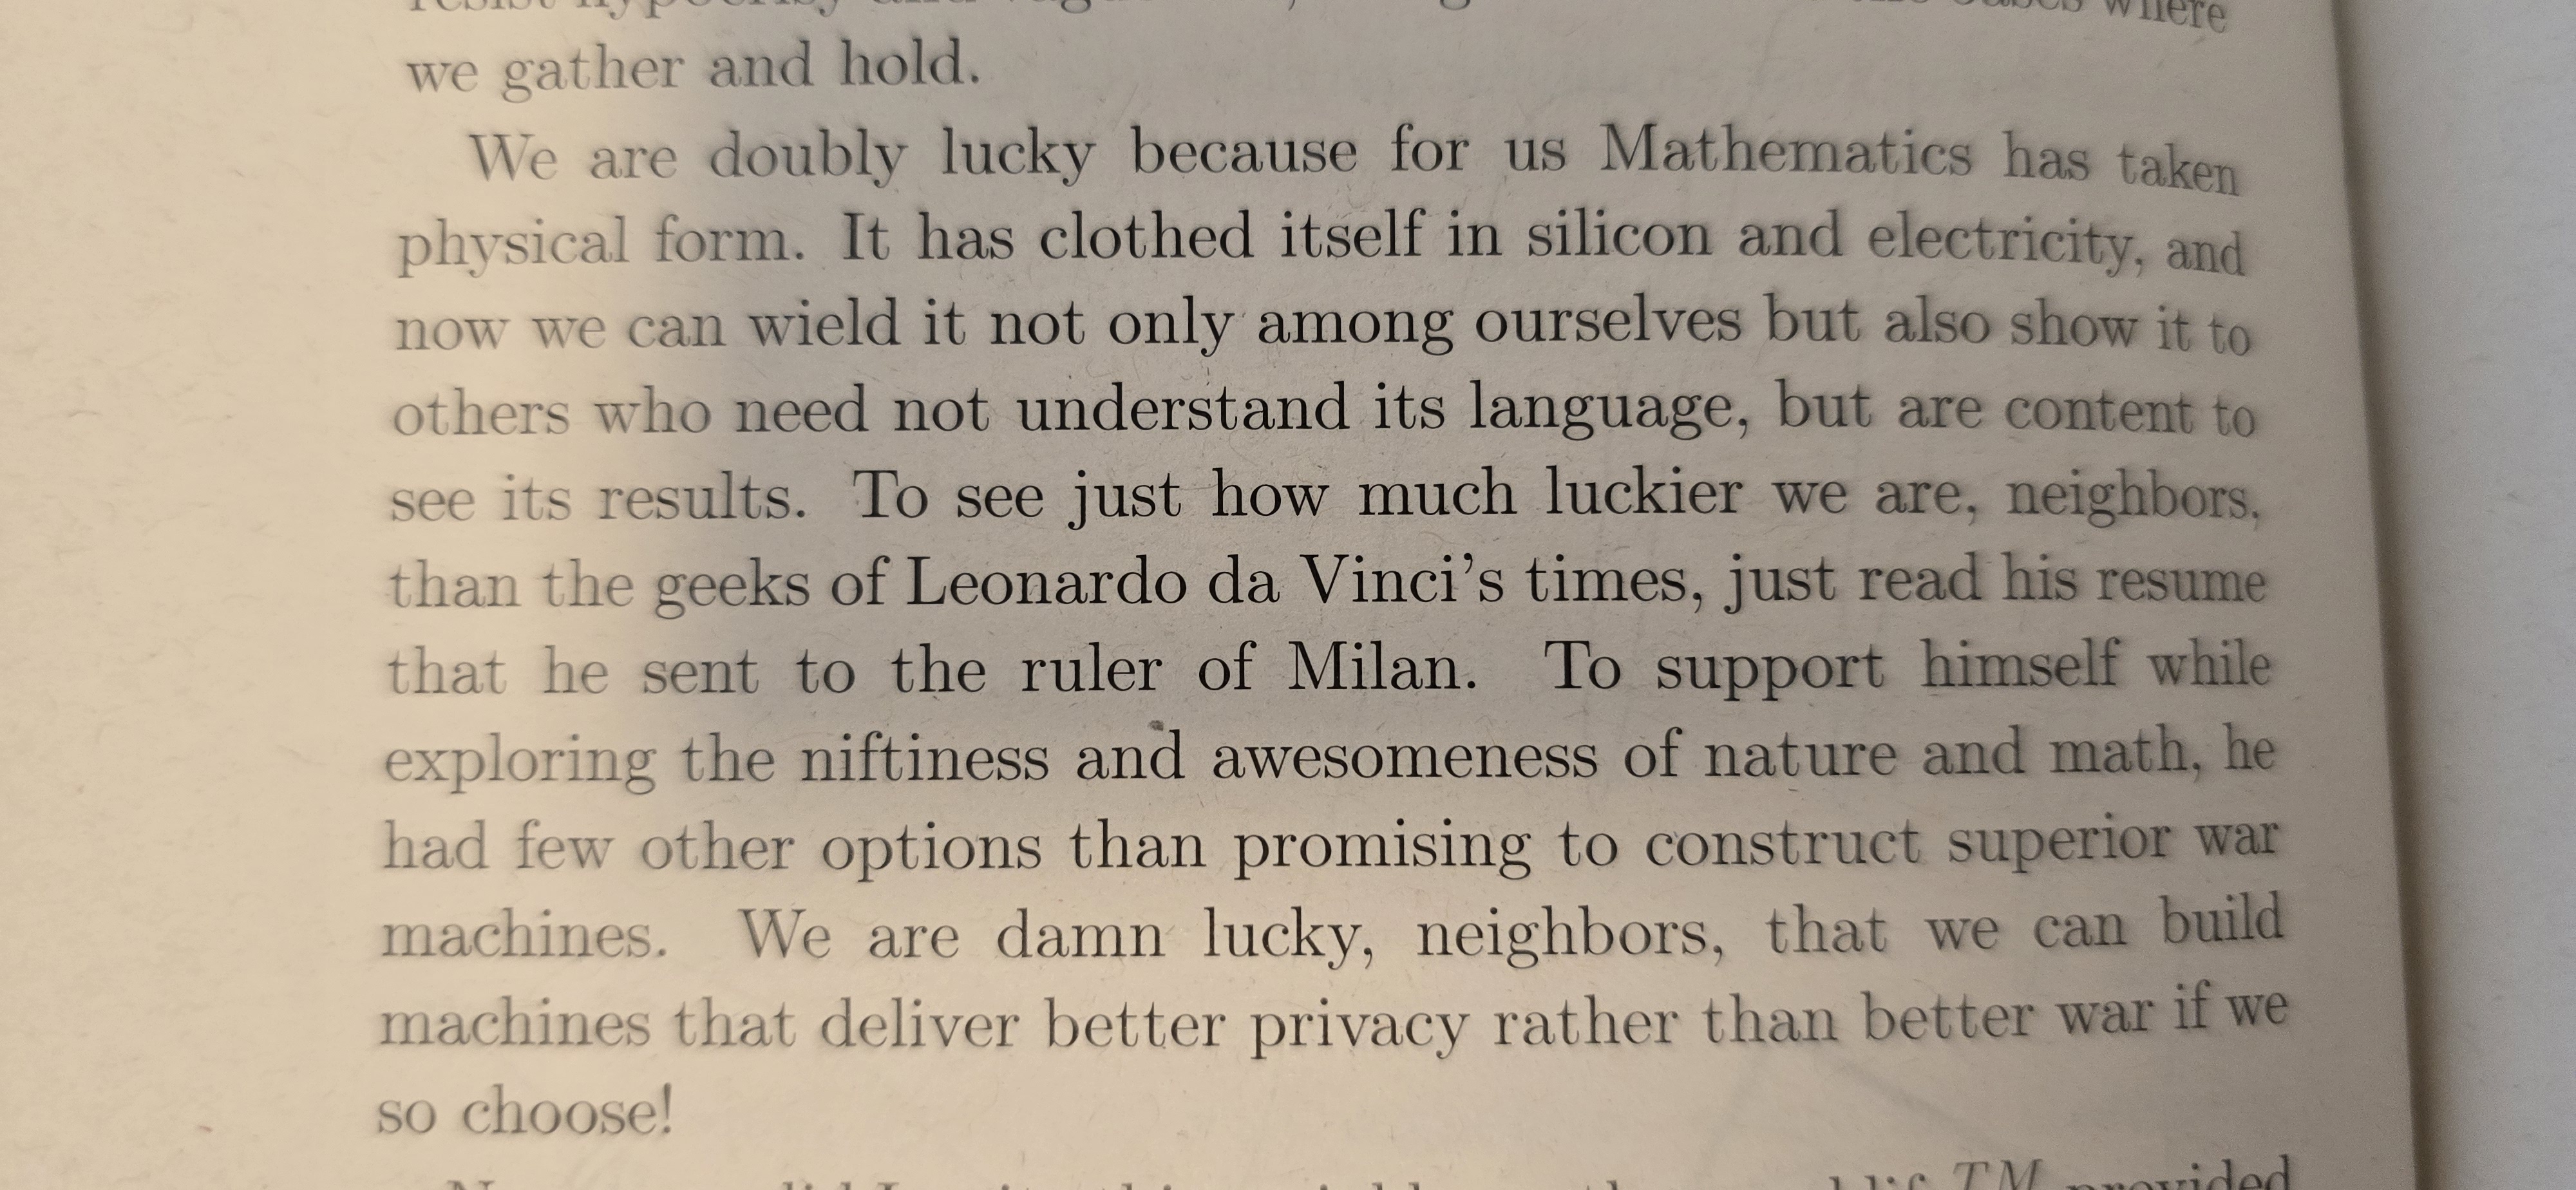 where
we gather and hold.
We are doubly lucky because for us Mathematics has taken
physical form. It has clothed itself in silicon and electricity, and
now we can wield it not only among ourselves but also show it to
others who need not understand its language, but are content to
see its results. To see just how much luckier we are, neighbors,
than the geeks of Leonardo da Vinci's times, just read his resume
that he sent to the ruler of Milan. To support himself while
exploring the niftiness and awesomeness of nature and math, he
had few other options than promising to construct superior war
machines. We are damn lucky, neighbors, that we can build
machines that deliver better privacy rather than better war if we
so choose!
TM provided